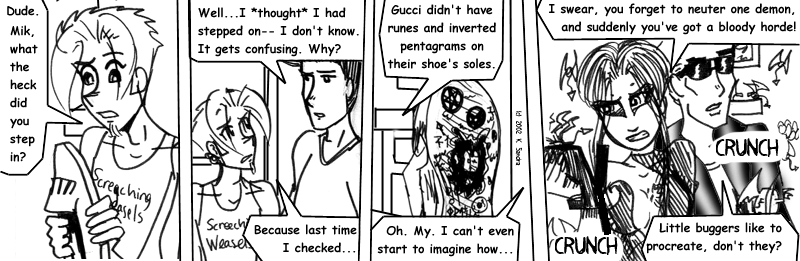 Dude.
Mik,
what
the
heck
did
you
step
in?
Screaching
Weasels
Well...I *thought* I had
stepped on-- I don't know.
It gets confusing. Why?
Screech
Weasel
Because last time
I checked...
Gucci didn't have
runes and inverted
pentagrams on
their shoe's soles.
Oh. My. I can't even
start to imagine how...
(c) 2002 K. Sandra
I swear, you forget to neuter one demon,
and suddenly you've got a bloody horde!
CRUNCH
CRUNCH
Little buggers like to
procreate, don't they?